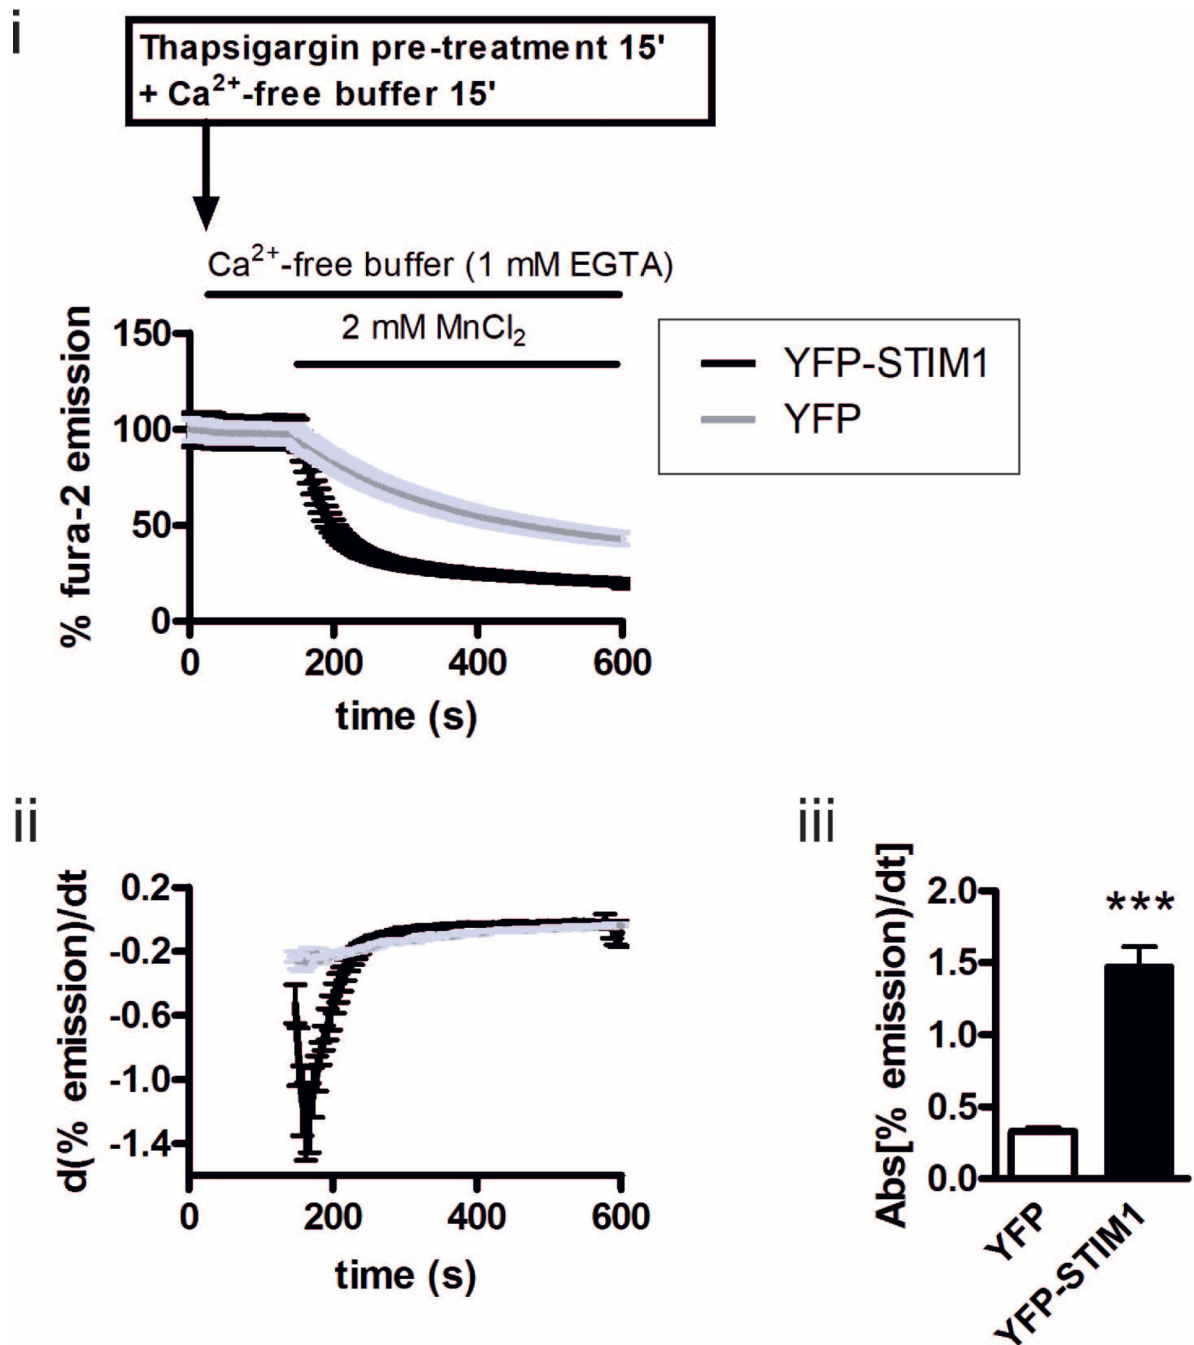 i
Thapsigargin pre-treatment 15'
+ Ca²⁺-free buffer 15'
Ca²⁺-free buffer (1 mM EGTA)
2 mM MnCl₂
% fura-2 emission
150
100
50
0
0 200 400 600
time (s)
YFP-STIM1
YFP
ii
d(% emission)/dt
0.2
-0.2
-0.6
-1.0
-1.4
0 200 400 600
time (s)
iii
Abs[% emission)/dt]
2.0
1.5
1.0
0.5
0.0
***
YFP
YFP-STIM1